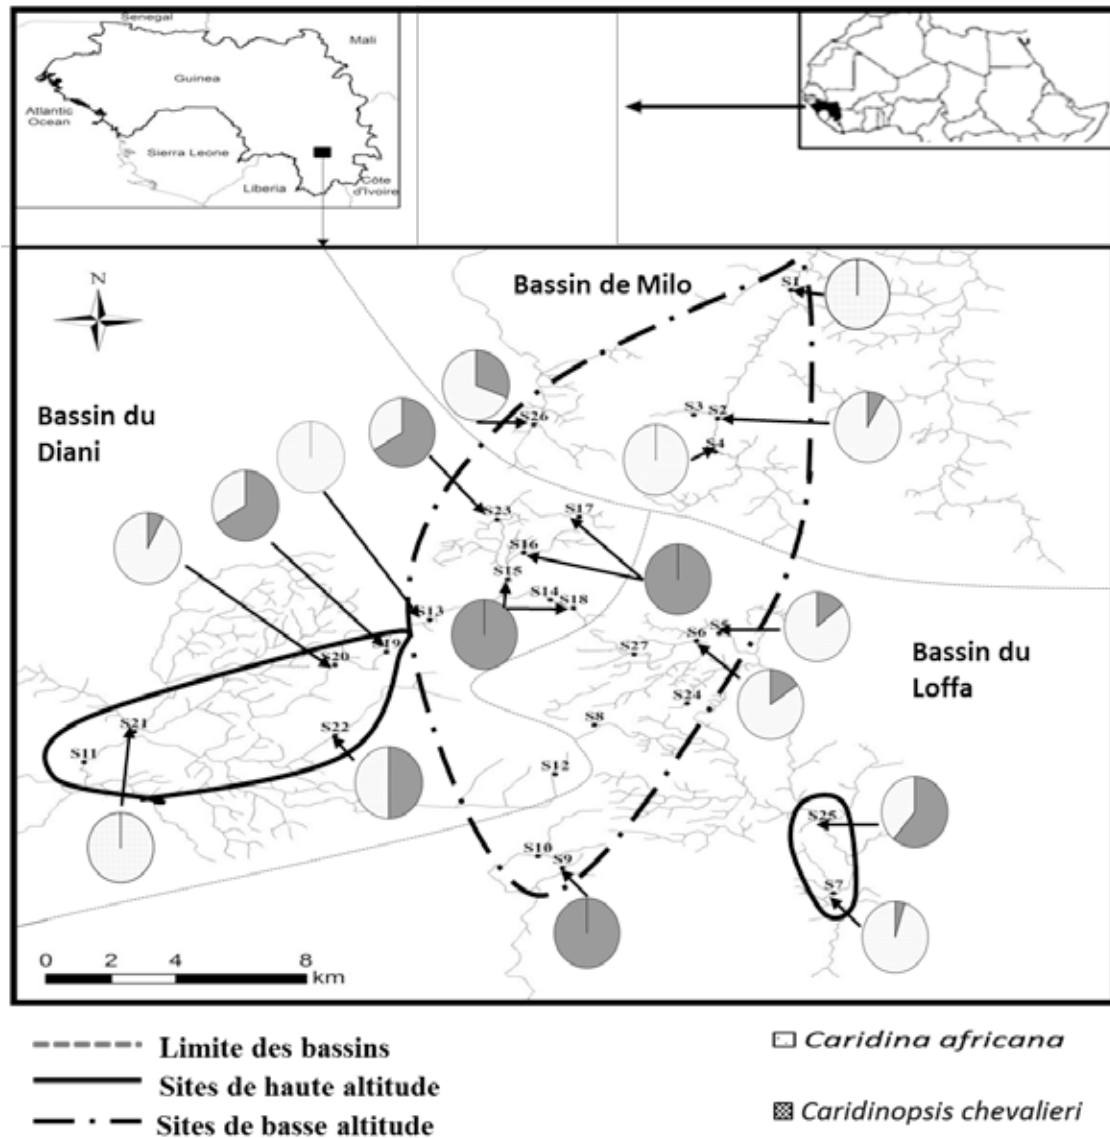 Senegal
Mali
Guinea
Atlantic
Ocean
Sierra Leone
Liberia
Côte
d'Ivoire
N
Bassin de Milo
S1
Bassin du
Diani
S26
S3 S2
S4
S23
S17
S16
S15
S14
S18
S13
S19
S20
S5
S6
S27
Bassin du
Loffa
S24
S21
S22
S8
S11
S12
S25
S10
S9
S7
0 2 4 8
km
Limite des bassins
Sites de haute altitude
Sites de basse altitude
Caridina africana
Caridinopsis chevalieri